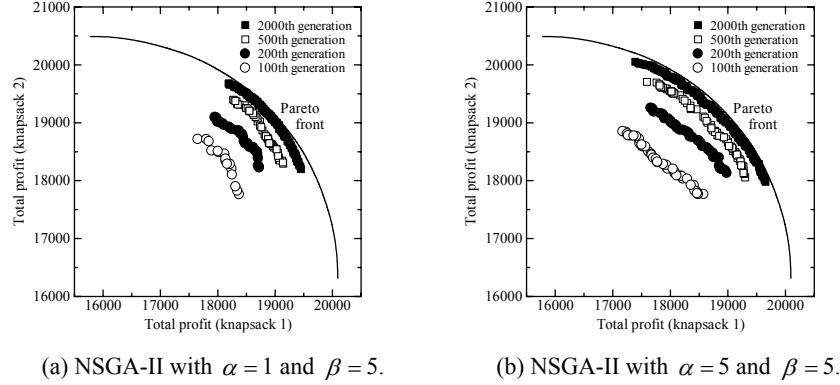 21000
20000
19000
18000
17000
16000
Total profit (knapsack 2)
2000th generation
500th generation
200th generation
100th generation
Pareto
front
16000 17000 18000 19000 20000
Total profit (knapsack 1)
(a) NSGA-II with α = 1 and β = 5.
21000
20000
19000
18000
17000
16000
Total profit (knapsack 2)
2000th generation
500th generation
200th generation
100th generation
Pareto
front
16000 17000 18000 19000 20000
Total profit (knapsack 1)
(b) NSGA-II with α = 5 and β = 5.